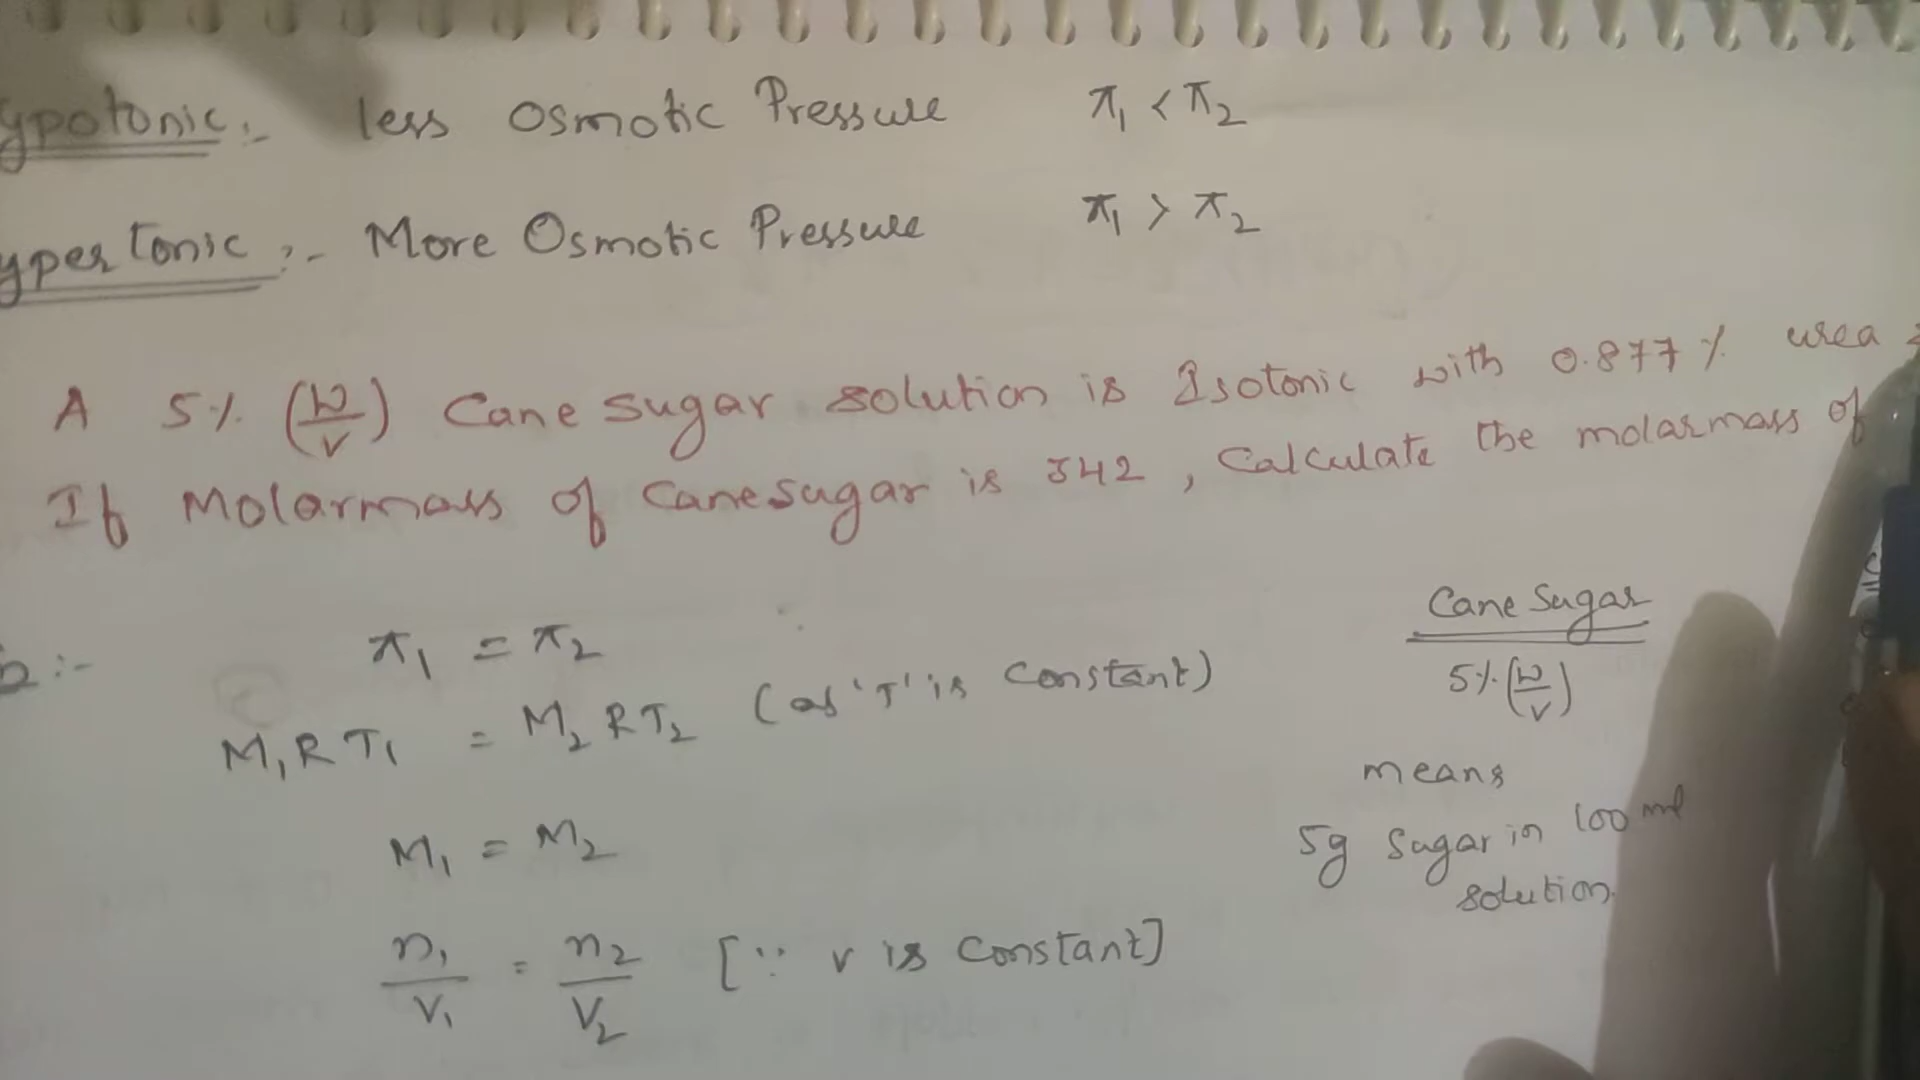 ypotonic:- less Osmotic Pressure π₁ < π₂
ypertonic:- More Osmotic Pressure π₁ > π₂
A 5% (w/v) Cane sugar solution is Isotonic with 0.877% urea
If Molarmass of Canesugar is 342, Calculate the molarmass of
π₁ = π₂
M₁RT₁ = M₂RT₂ (as 'T' is Constant)
M₁ = M₂
n₁/V₁ = n₂/V₂ [∵ v is Constant]
Cane Sugar
5% (w/v)
means
5g Sugar in 100 ml
solution.